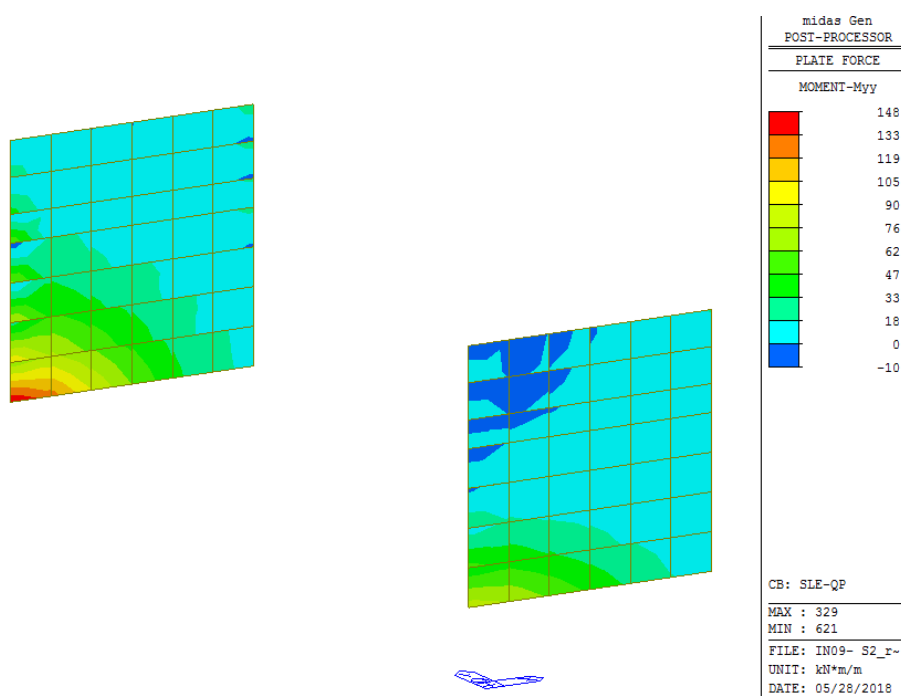 midas Gen
POST-PROCESSOR
PLATE FORCE
MOMENT-Myy
148
133
119
105
90
76
62
47
33
18
0
-10
CB: SLE-QP
MAX : 329
MIN : 621
FILE: IN09- S2_r~
UNIT: kN*m/m
DATE: 05/28/2018